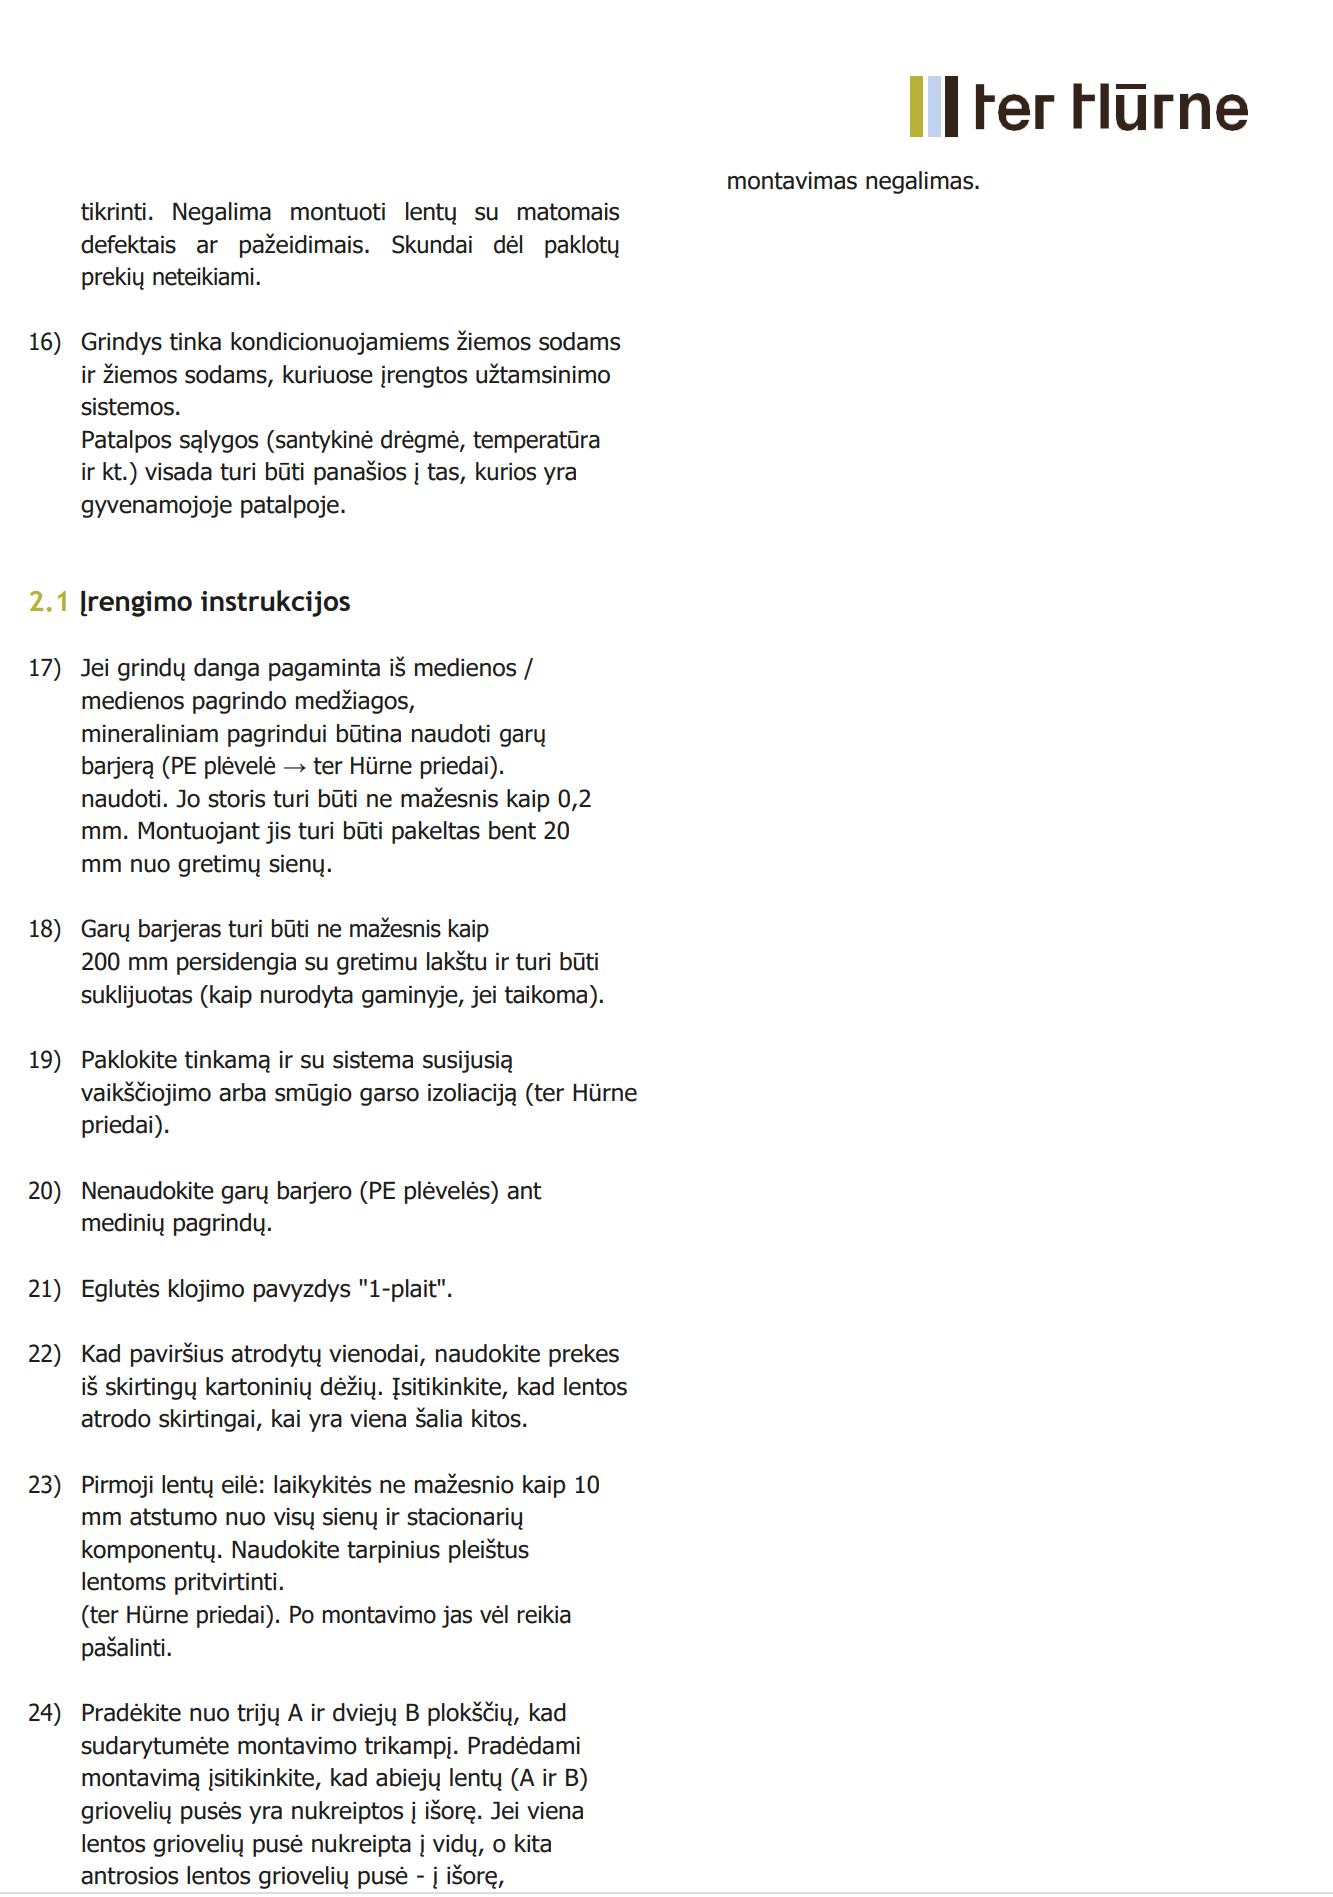 ter Hürne
tikrinti. Negalima montuoti lentų su matomais
defektais ar pažeidimais. Skundai dėl paklotų
prekių neteikiami.
16) Grindys tinka kondicionuojamiems žiemos sodams
ir žiemos sodams, kuriuose įrengtos užtamsinimo
sistemos.
Patalpos sąlygos (santykinė drėgmė, temperatūra
ir kt.) visada turi būti panašios į tas, kurios yra
gyvenamojoje patalpoje.
2.1 Įrengimo instrukcijos
17) Jei grindų danga pagaminta iš medienos /
medienos pagrindo medžiagos,
mineraliniam pagrindui būtina naudoti garų
barjerą (PE plėvelė → ter Hürne priedai).
naudoti. Jo storis turi būti ne mažesnis kaip 0,2
mm. Montuojant jis turi būti pakeltas bent 20
mm nuo gretimų sienų.
18) Garų barjeras turi būti ne mažesnis kaip
200 mm persidengia su gretimu lakštu ir turi būti
suklijuotas (kaip nurodyta gaminyje, jei taikoma).
19) Paklokite tinkamą ir su sistema susijusią
vaikščiojimo arba smūgio garso izoliaciją (ter Hürne
priedai).
20) Nenaudokite garų barjero (PE plėvelės) ant
medinių pagrindų.
21) Eglutės klojimo pavyzdys "1-plait".
22) Kad paviršius atrodytų vienodai, naudokite prekes
iš skirtingų kartoninių dėžių. Įsitikinkite, kad lentos
atrodo skirtingai, kai yra viena šalia kitos.
23) Pirmoji lentų eilė: laikykitės ne mažesnio kaip 10
mm atstumo nuo visų sienų ir stacionarių
komponentų. Naudokite tarpinius pleištus
lentoms pritvirtinti.
(ter Hürne priedai). Po montavimo jas vėl reikia
pašalinti.
24) Pradėkite nuo trijų A ir dviejų B plokščių, kad
sudarytumėte montavimo trikampį. Pradėdami
montavimą įsitikinkite, kad abiejų lentų (A ir B)
griovelių pusės yra nukreiptos į išorę. Jei viena
lentos griovelių pusė nukreipta į vidų, o kita
antrosios lentos griovelių pusė - į išorę,
montavimas negalimas.